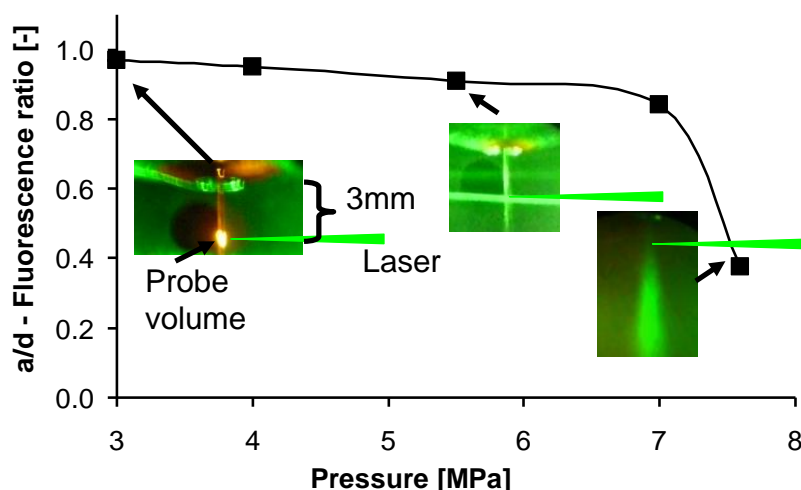 a/d - Fluorescence ratio [-]
1.0
0.8
0.6
0.4
0.2
0.0
3mm
Laser
Probe
volume
3 4 5 6 7 8
Pressure [MPa]